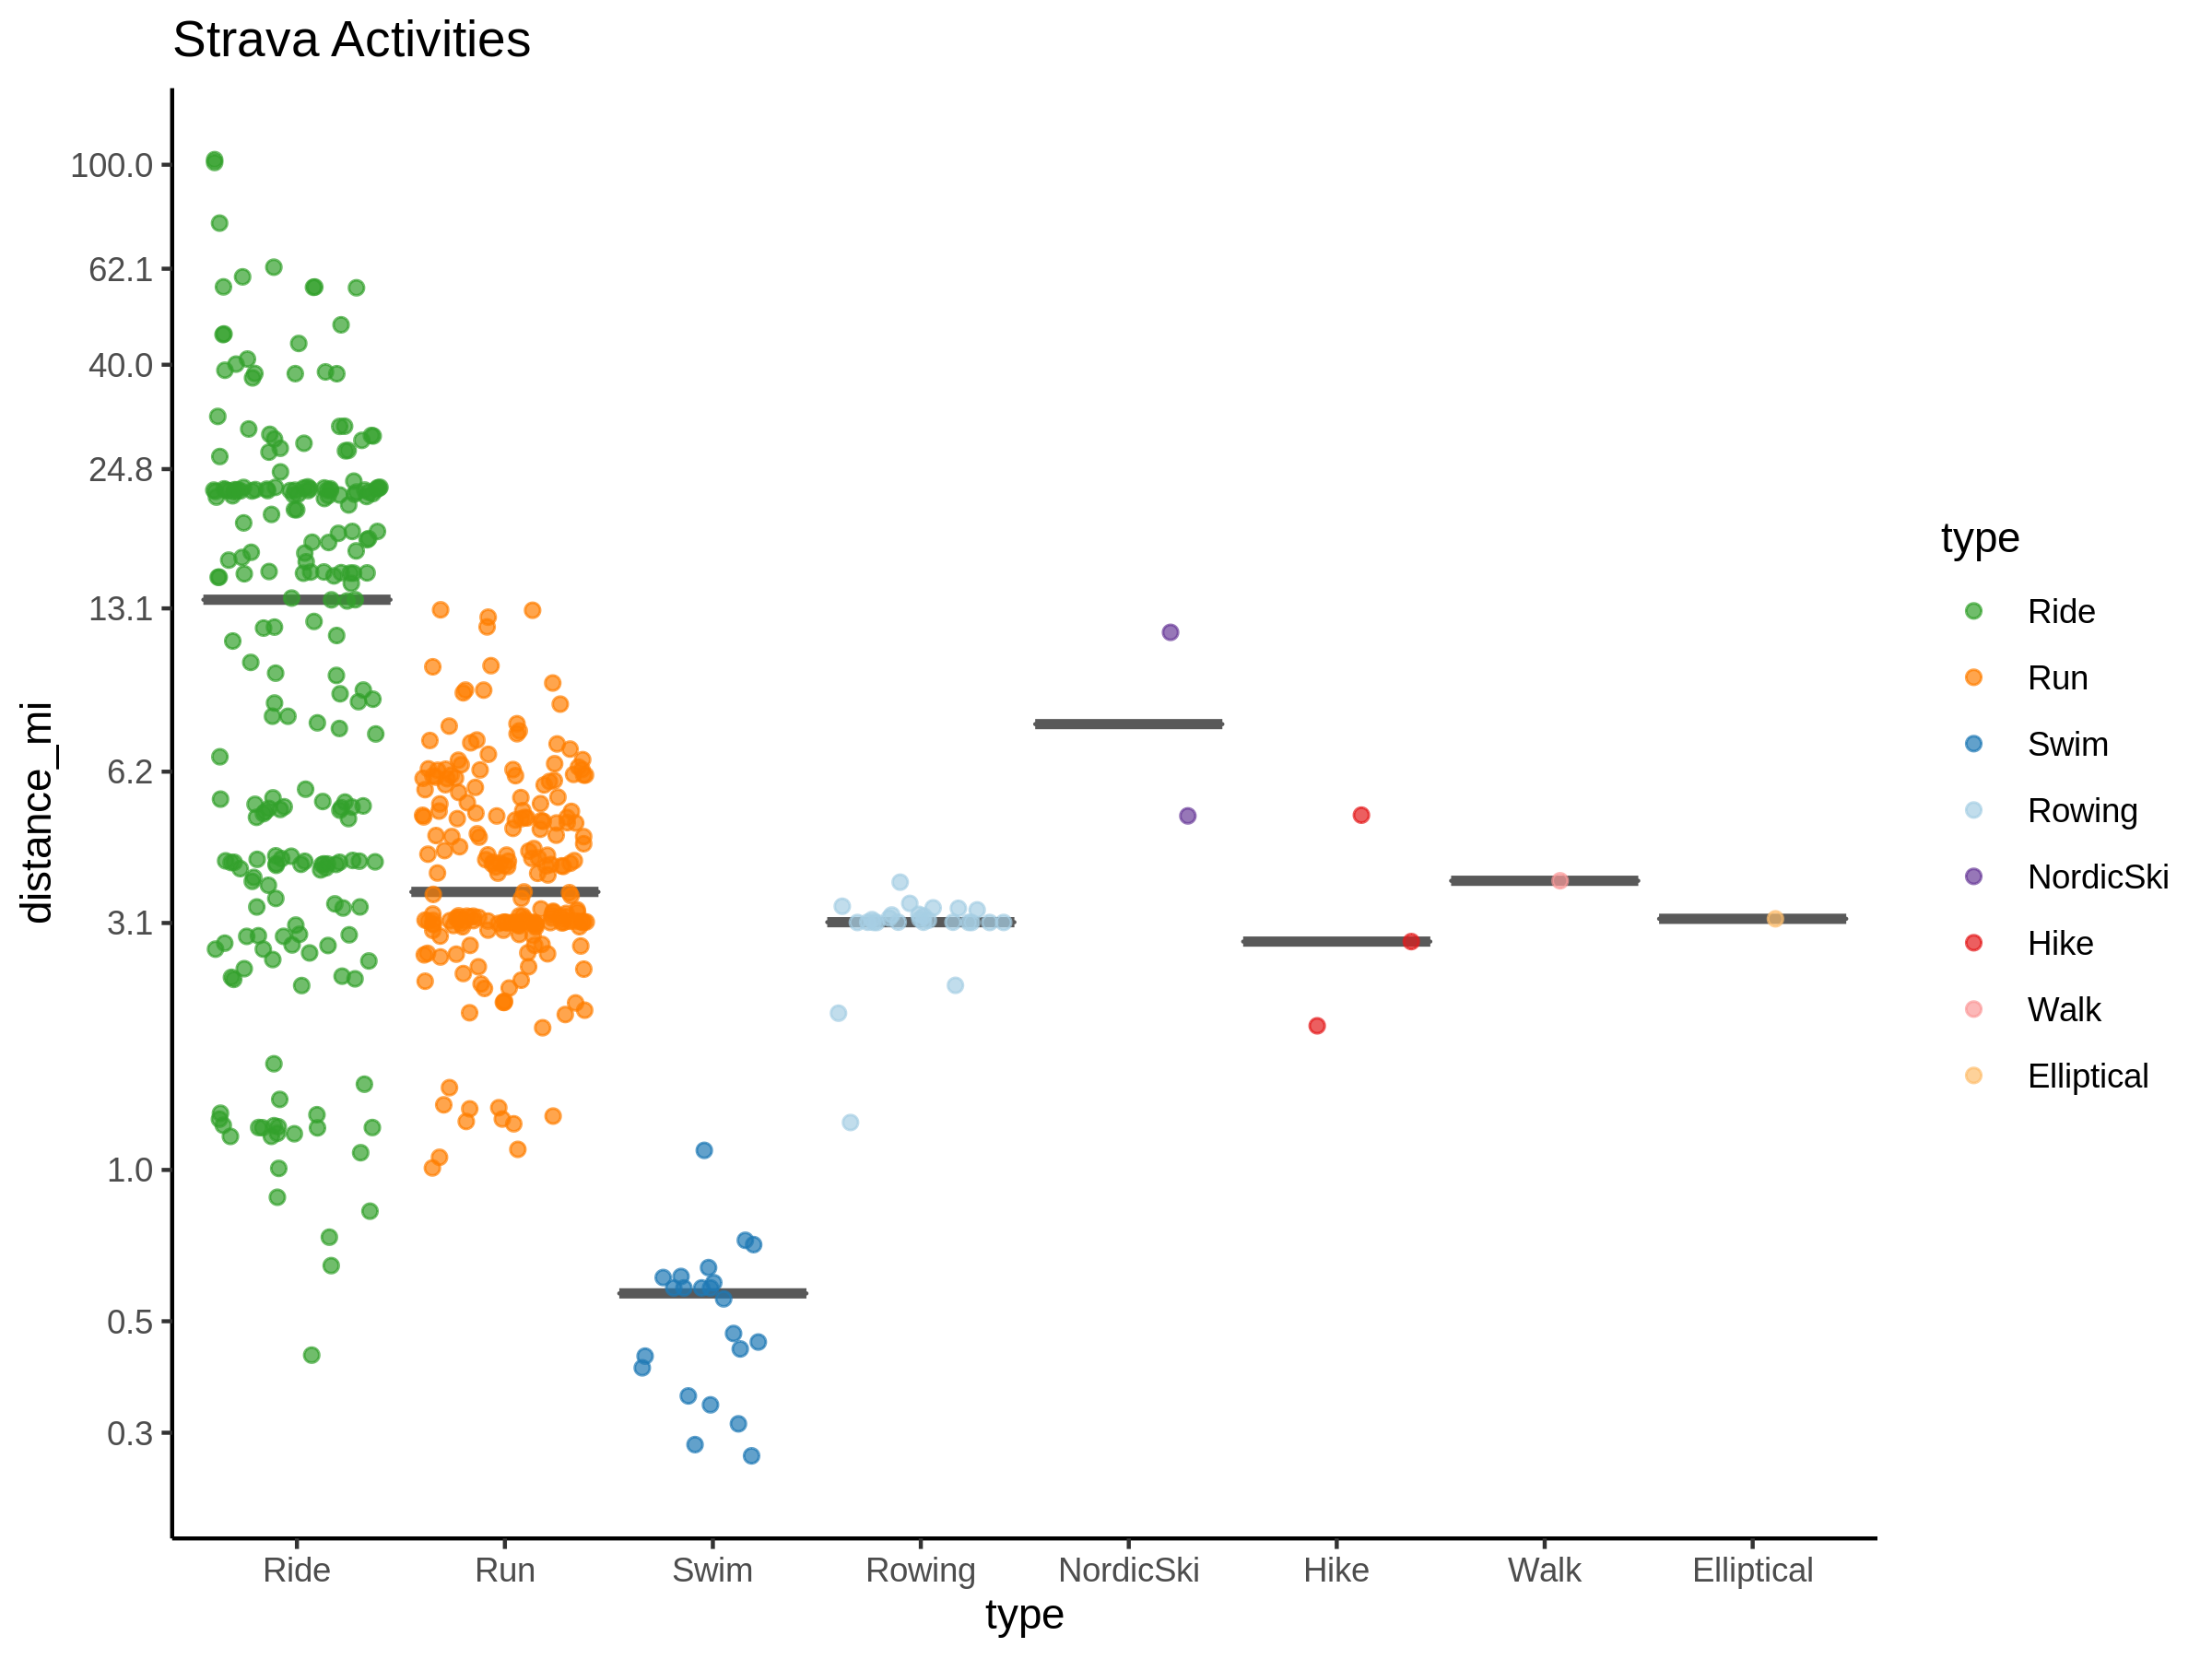 Strava Activities
distance_mi
100.0
62.1
40.0
24.8
13.1
6.2
3.1
1.0
0.5
0.3
Ride Run Swim Rowing NordicSki Hike Walk Elliptical
type
type
Ride
Run
Swim
Rowing
NordicSki
Hike
Walk
Elliptical